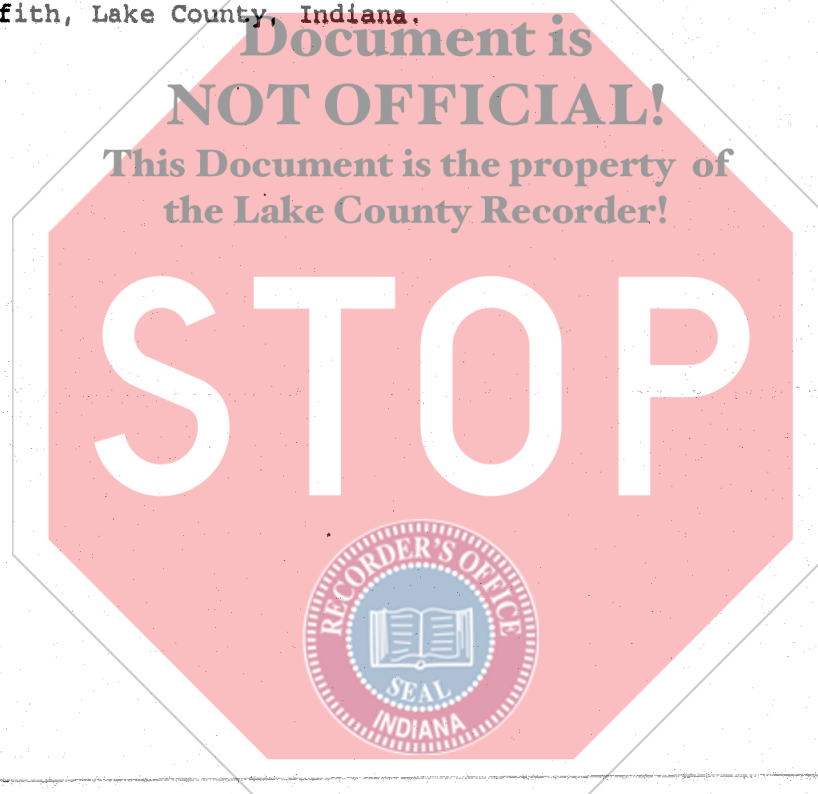 fith, Lake County, Indiana.
Document is
NOT OFFICIAL!
This Document is the property of
the Lake County Recorder!
STOP
RECORDER'S OFFICE
SEAL
INDIANA